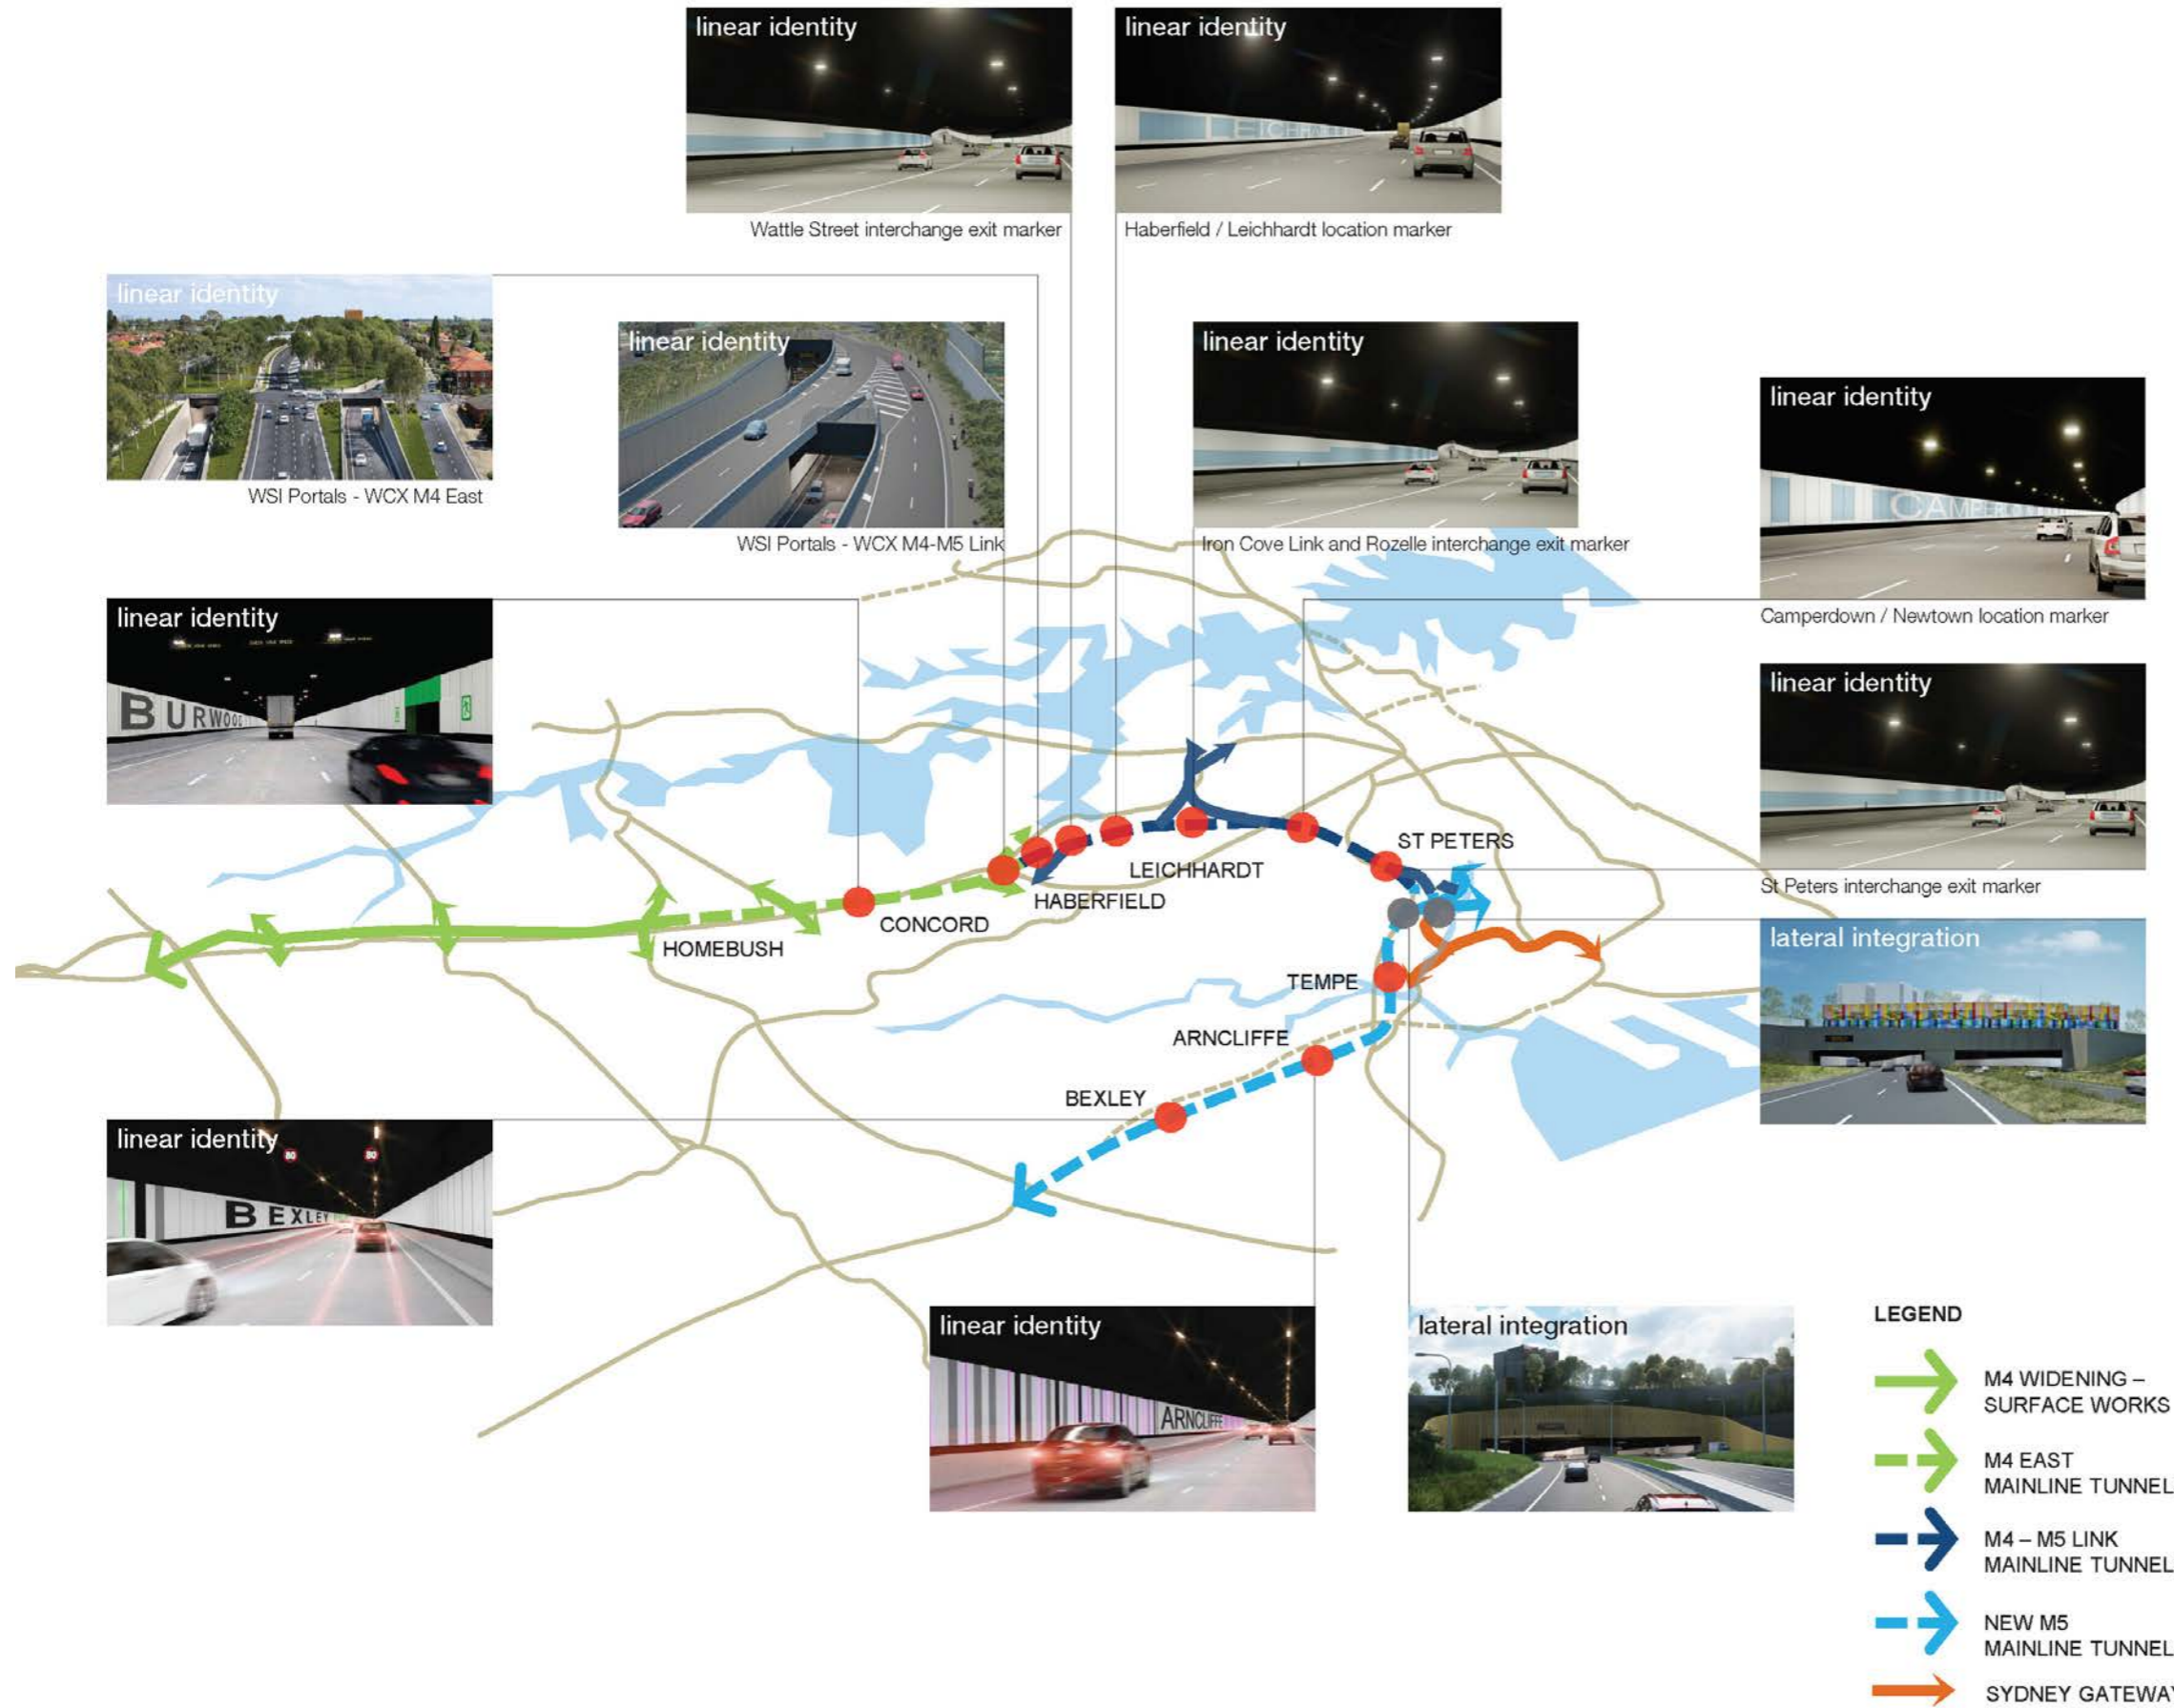 linear identity
linear identity
LEICHHARDT
Wattle Street interchange exit marker
Haberfield / Leichhardt location marker
linear identity
WSI Portals - WCX M4 East
linear identity
WSI Portals - WCX M4-M5 Link
linear identity
Iron Cove Link and Rozelle interchange exit marker
linear identity
Camperdown / Newtown location marker
linear identity
BURWOOD
linear identity
St Peters interchange exit marker
ST PETERS
LEICHHARDT
HABERFIELD
CONCORD
HOMEBUSH
lateral integration
TEMPE
ARNCLIFFE
BEXLEY
linear identity
80
80
BEXLEY
linear identity
ARNCLIFFE
lateral integration
LEGEND
M4 WIDENING –
SURFACE WORKS
M4 EAST
MAINLINE TUNNEL
M4 – M5 LINK
MAINLINE TUNNEL
NEW M5
MAINLINE TUNNEL
SYDNEY GATEWAY